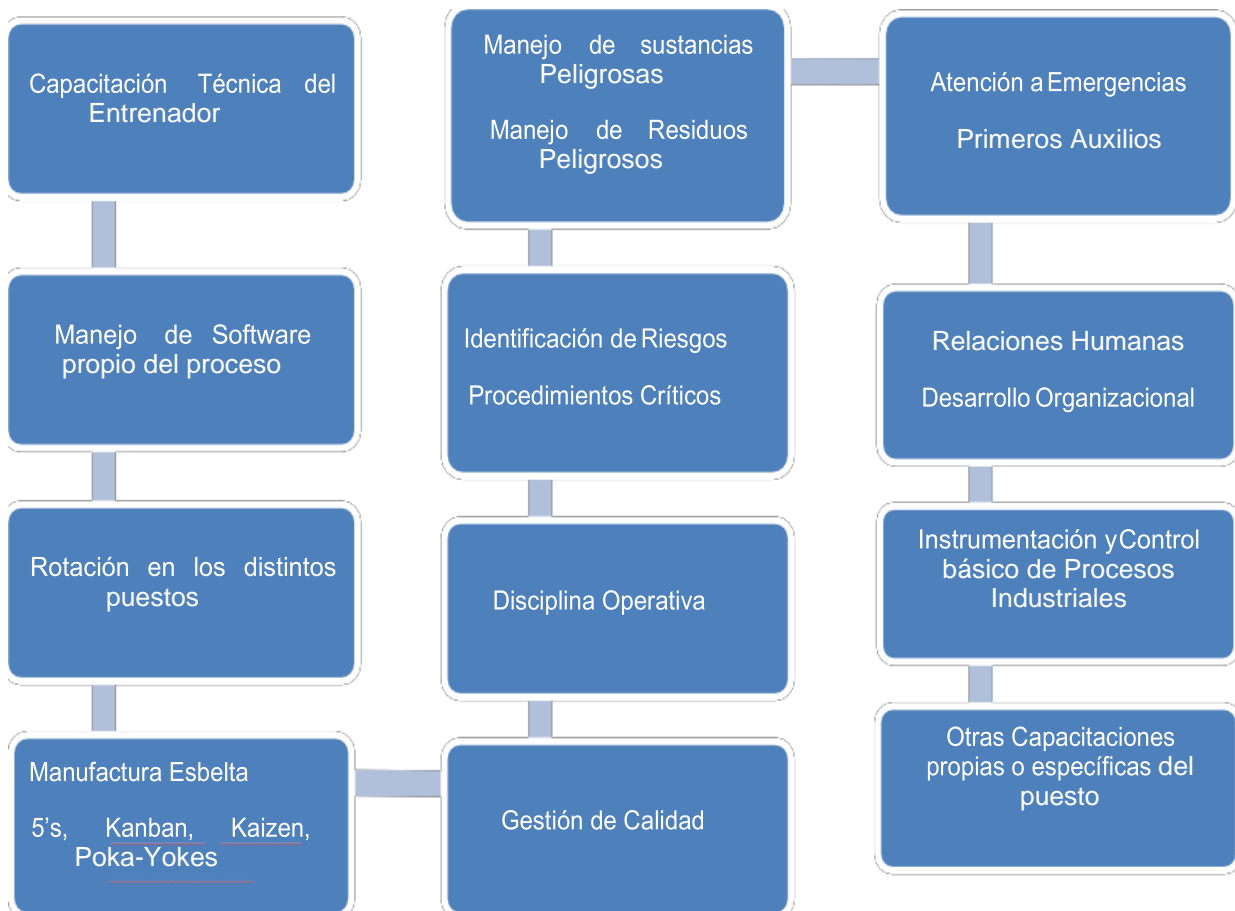 Capacitación Técnica del
Entrenador
Manejo de Software
propio del proceso
Rotación en los distintos
puestos
Manufactura Esbelta
5's, Kanban, Kaizen,
Poka-Yokes
Gestión de Calidad
Disciplina Operativa
Identificación de Riesgos
Procedimientos Críticos
Manejo de sustancias
Peligrosas
Manejo de Residuos
Peligrosos
Atención a Emergencias
Primeros Auxilios
Relaciones Humanas
Desarrollo Organizacional
Instrumentación y Control
básico de Procesos
Industriales
Otras Capacitaciones
propias o específicas del
puesto